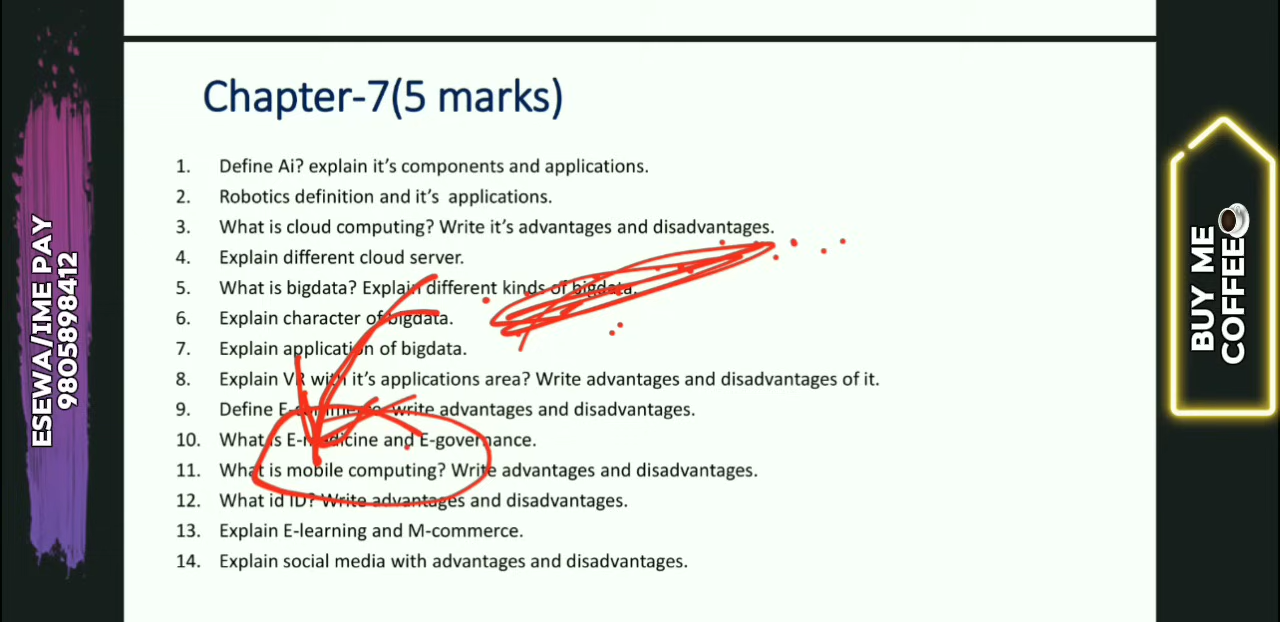 Chapter-7(5 marks)
1. Define Ai? explain it's components and applications.
2. Robotics definition and it's applications.
3. What is cloud computing? Write it's advantages and disadvantages.
4. Explain different cloud server.
5. What is bigdata? Explain different kinds of bigdata.
6. Explain character of bigdata.
7. Explain application of bigdata.
8. Explain VR with it's applications area? Write advantages and disadvantages of it.
9. Define E-commerce, write advantages and disadvantages.
10. What is E-medicine and E-governance.
11. What is mobile computing? Write advantages and disadvantages.
12. What id ID? Write advantages and disadvantages.
13. Explain E-learning and M-commerce.
14. Explain social media with advantages and disadvantages.
ESEWA/IME PAY
9805898412
BUY ME
COFFEE